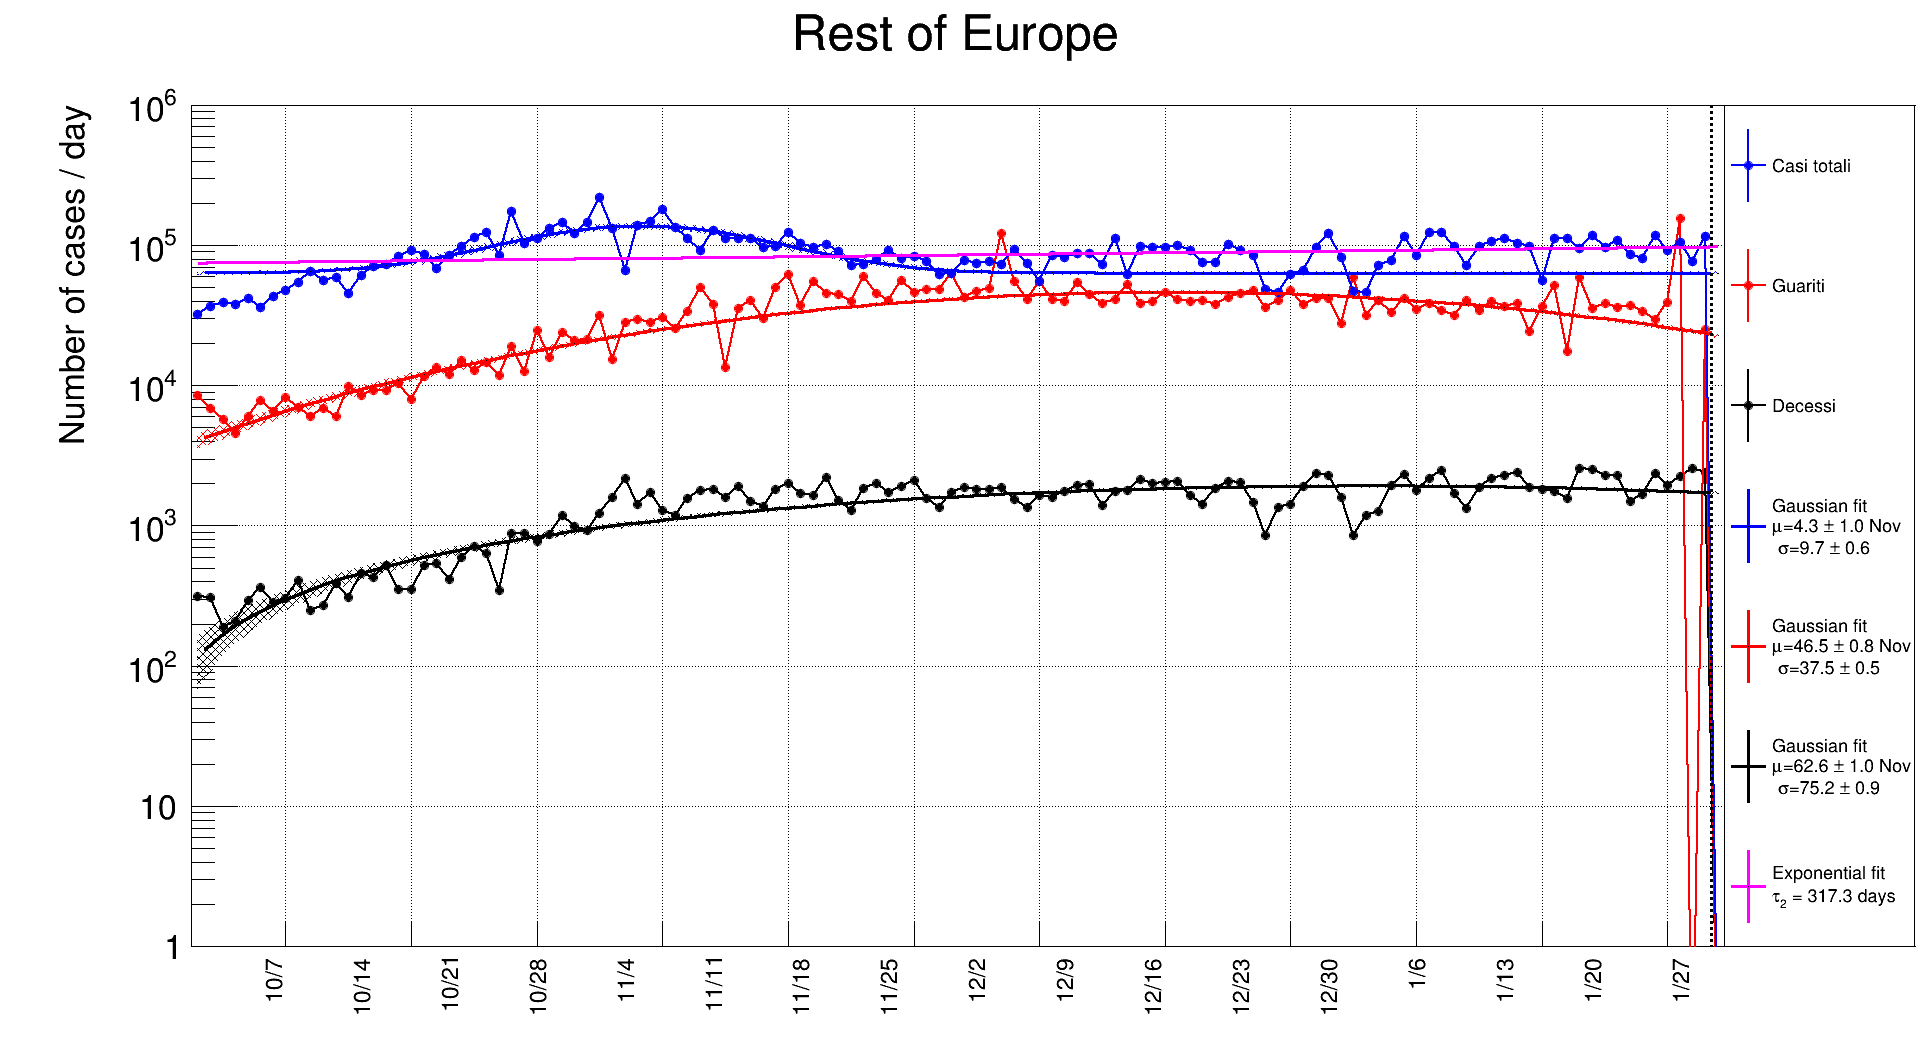 Rest of Europe
Number of cases / day
10^6
10^5
10^4
10^3
10^2
10
1
10/7
10/14
10/21
10/28
11/4
11/11
11/18
11/25
12/2
12/9
12/16
12/23
12/30
1/6
1/13
1/20
1/27
Casi totali
Guariti
Decessi
Gaussian fit
μ=4.3 ± 1.0 Nov
σ=9.7 ± 0.6
Gaussian fit
μ=46.5 ± 0.8 Nov
σ=37.5 ± 0.5
Gaussian fit
μ=62.6 ± 1.0 Nov
σ=75.2 ± 0.9
Exponential fit
τ₂ = 317.3 days